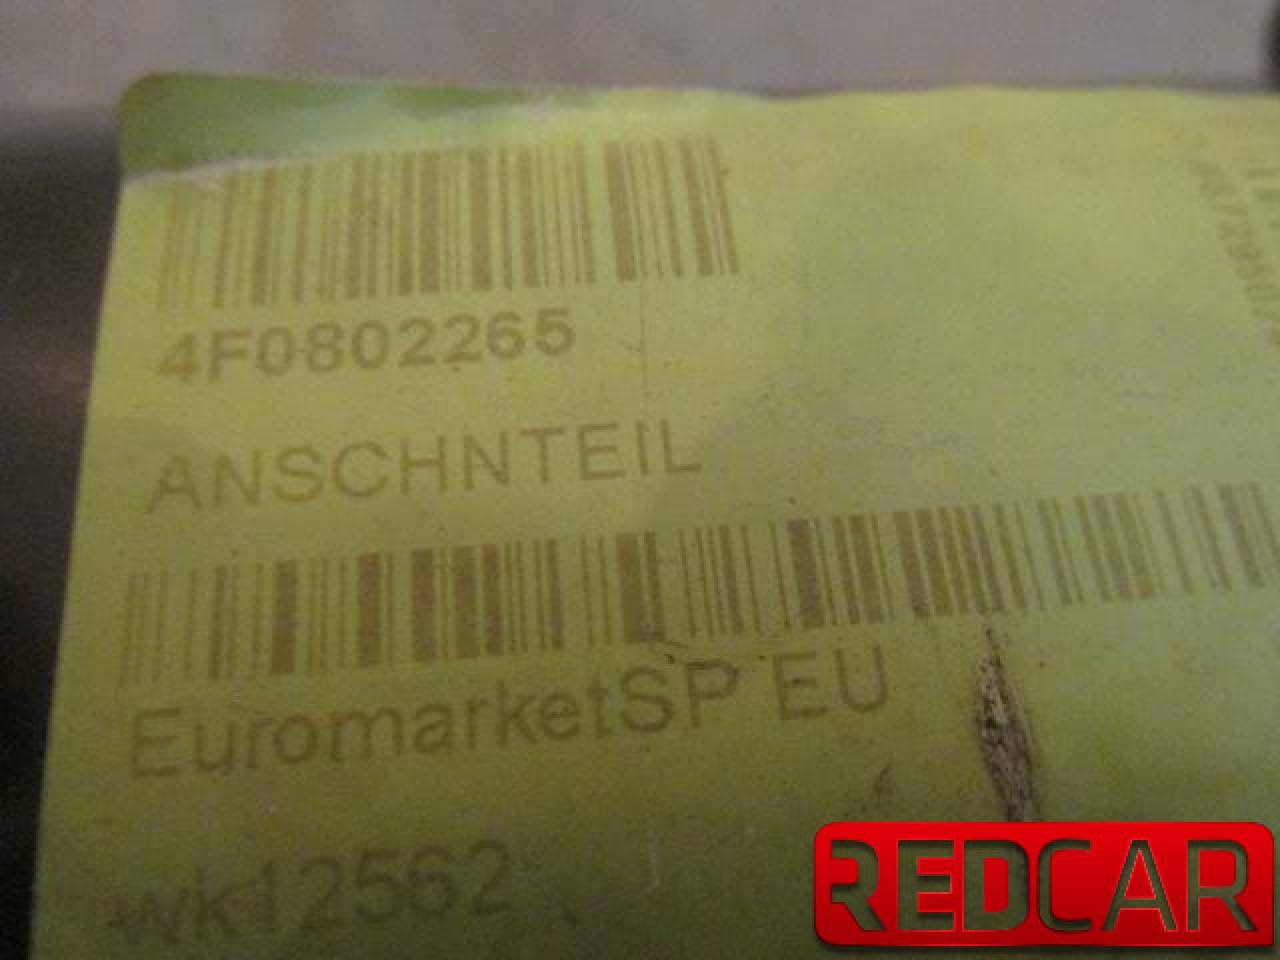 4F0802265
ANSCHNTEIL
EuromarketSP EU
wk12562
REDCAR